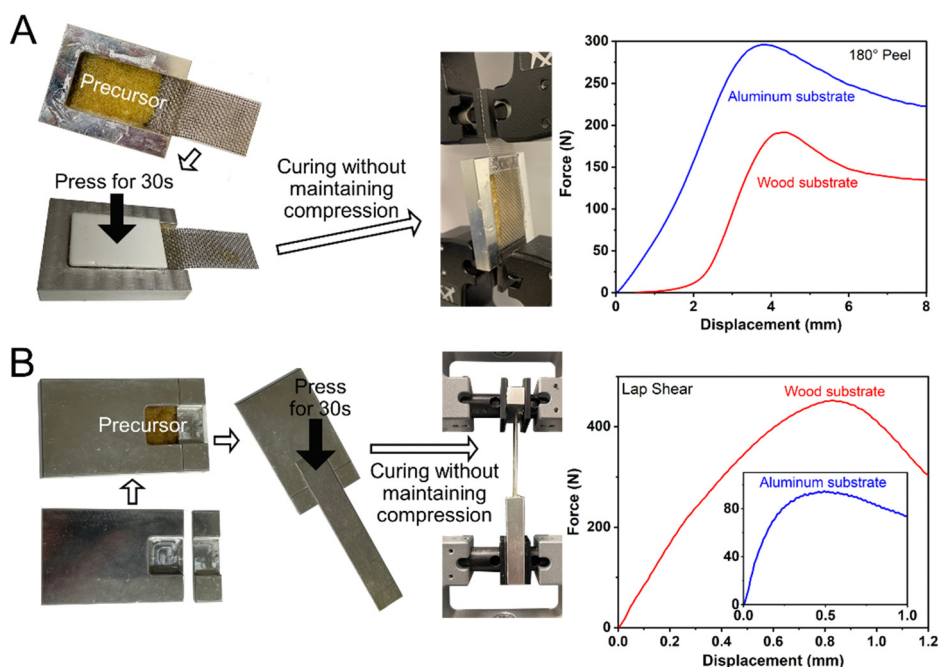 A
Precursor
Press for 30s
Curing without
maintaining
compression
180° Peel
Aluminum substrate
Wood substrate
Force (N)
300
250
200
150
100
50
0
0
2
4
6
8
Displacement (mm)
B
Precursor
Press
for 30s
Curing without
maintaining
compression
Lap Shear
Wood substrate
Force (N)
400
200
0
Aluminum substrate
80
40
0
0
0.5
1.0
0.0
0.2
0.4
0.6
0.8
1.0
1.2
Displacement (mm)